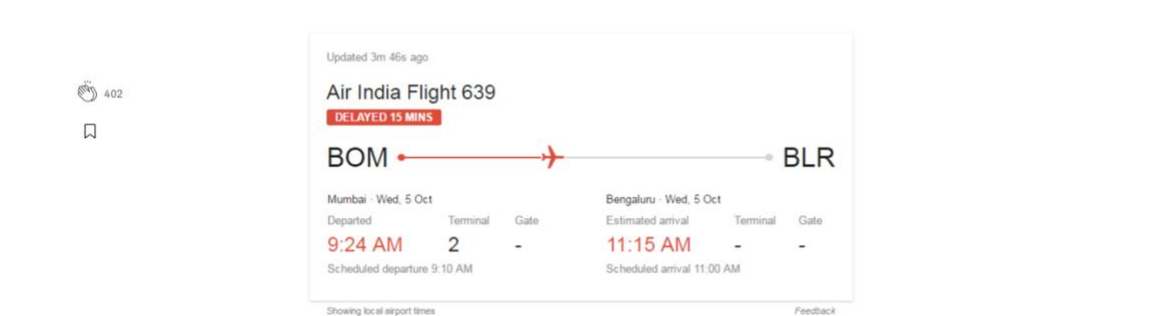 Updated 3m 46s ago
Air India Flight 639
DELAYED 15 MINS
402
BOM BLR
Mumbai · Wed, 5 Oct Bengaluru · Wed, 5 Oct
Departed Terminal Gate Estimated arrival Terminal Gate
9:24 AM 2 - 11:15 AM - -
Scheduled departure 9:10 AM Scheduled arrival 11:00 AM
Showing local airport times Feedback